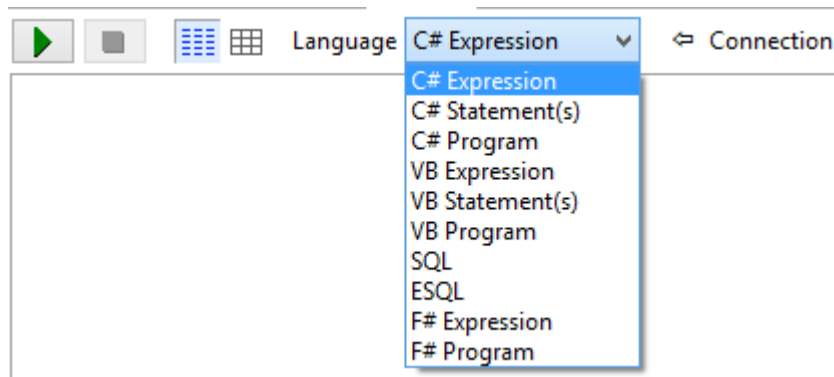 Language C# Expression Connection
C# Expression
C# Statement(s)
C# Program
VB Expression
VB Statement(s)
VB Program
SQL
ESQL
F# Expression
F# Program